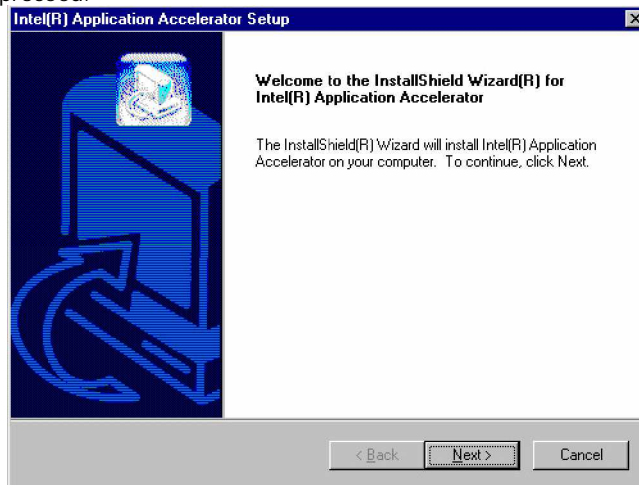 Intel(R) Application Accelerator Setup
Welcome to the InstallShield Wizard(R) for
Intel(R) Application Accelerator
The InstallShield(R) Wizard will install Intel(R) Application
Accelerator on your computer. To continue, click Next.
< Back
Next >
Cancel